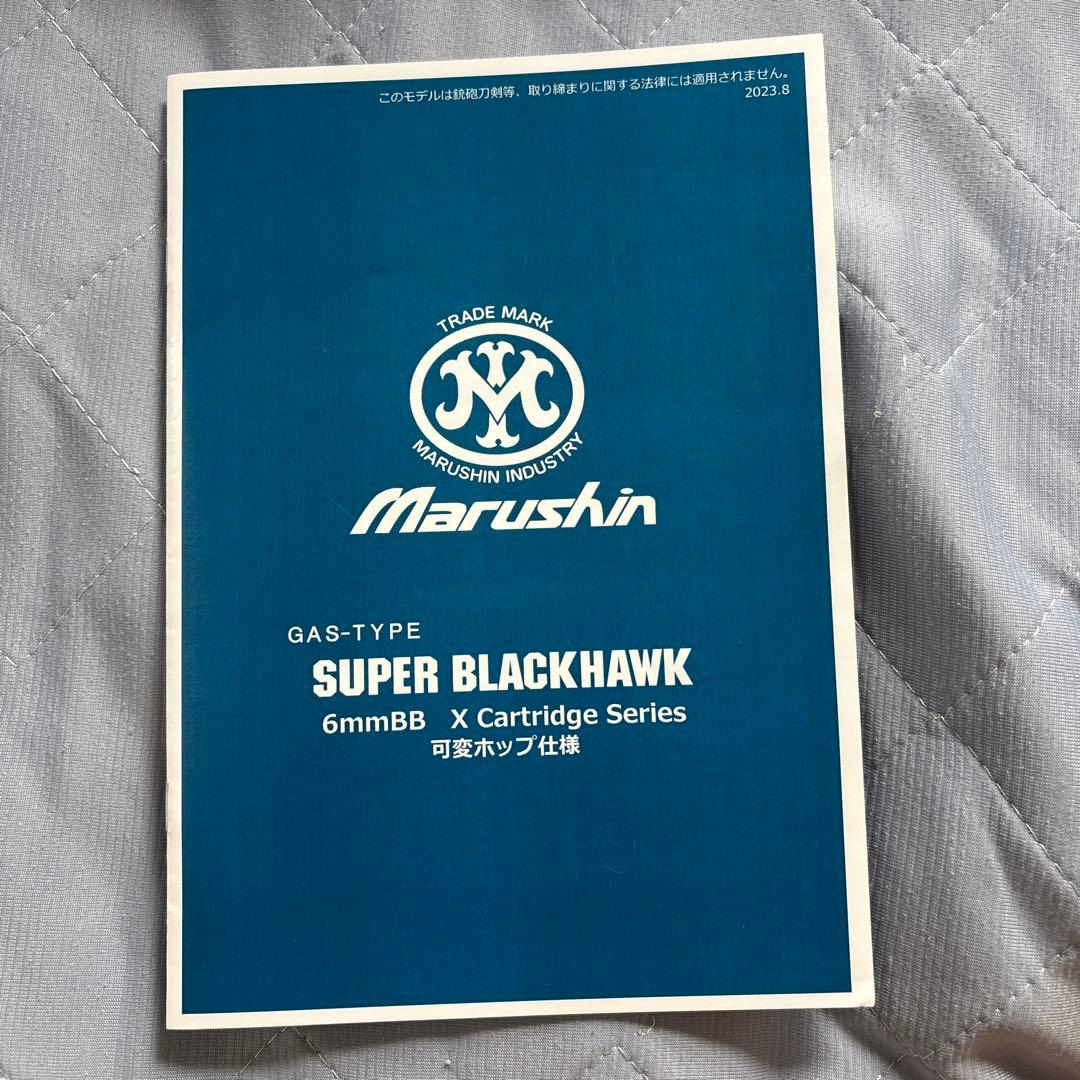 このモデルは銃砲刀剣等、取り締まりに関する法律には適用されません。
2023.8
TRADE MARK
M
MARUSHIN INDUSTRY
Marushin
GAS-TYPE
SUPER BLACKHAWK
6mmBB X Cartridge Series
可変ホップ仕様